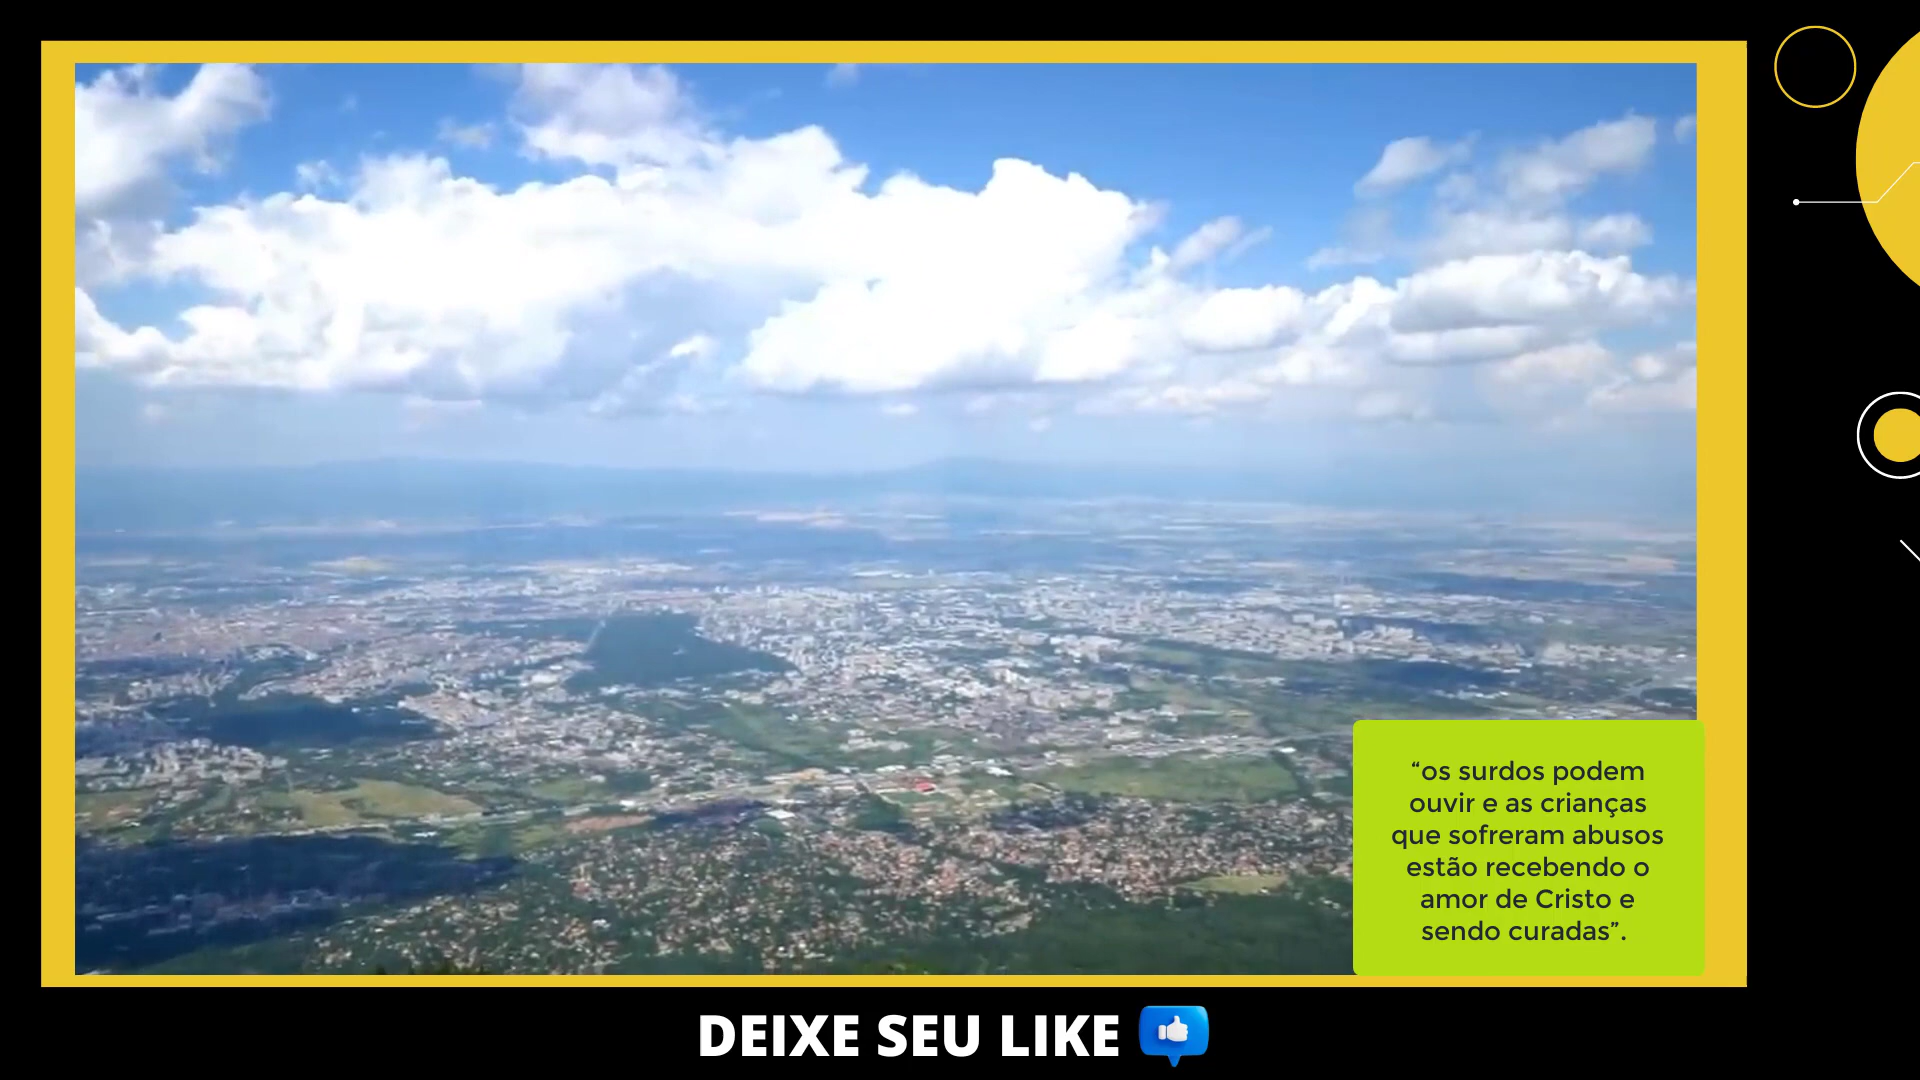 “os surdos podem
ouvir e as crianças
que sofreram abusos
estão recebendo o
amor de Cristo e
sendo curadas”.
DEIXE SEU LIKE